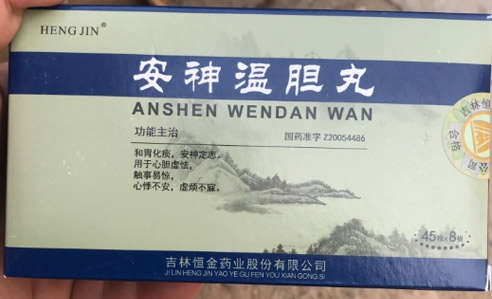 HENG JIN®
安神温胆丸
ANSHEN WENDAN WAN
功能主治
国药准字 Z20054486
和胃化痰，安神定志。
用于心胆虚怯，
触事易惊，
心悸不安，虚烦不寐。
合格
45粒×8板
吉林恒金药业股份有限公司
JI LIN HENG JIN YAO YE GU FEN YOU XIAN GONG SI